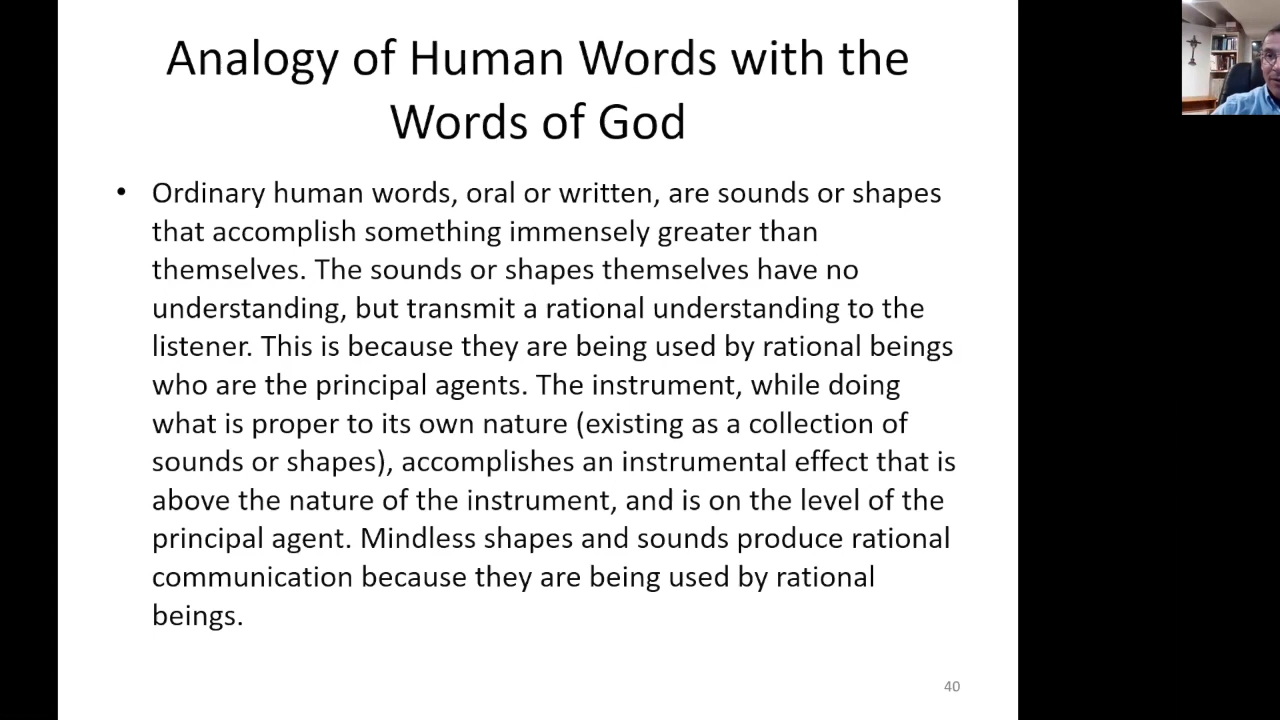 Analogy of Human Words with the
Words of God
• Ordinary human words, oral or written, are sounds or shapes
that accomplish something immensely greater than
themselves. The sounds or shapes themselves have no
understanding, but transmit a rational understanding to the
listener. This is because they are being used by rational beings
who are the principal agents. The instrument, while doing
what is proper to its own nature (existing as a collection of
sounds or shapes), accomplishes an instrumental effect that is
above the nature of the instrument, and is on the level of the
principal agent. Mindless shapes and sounds produce rational
communication because they are being used by rational
beings.
40